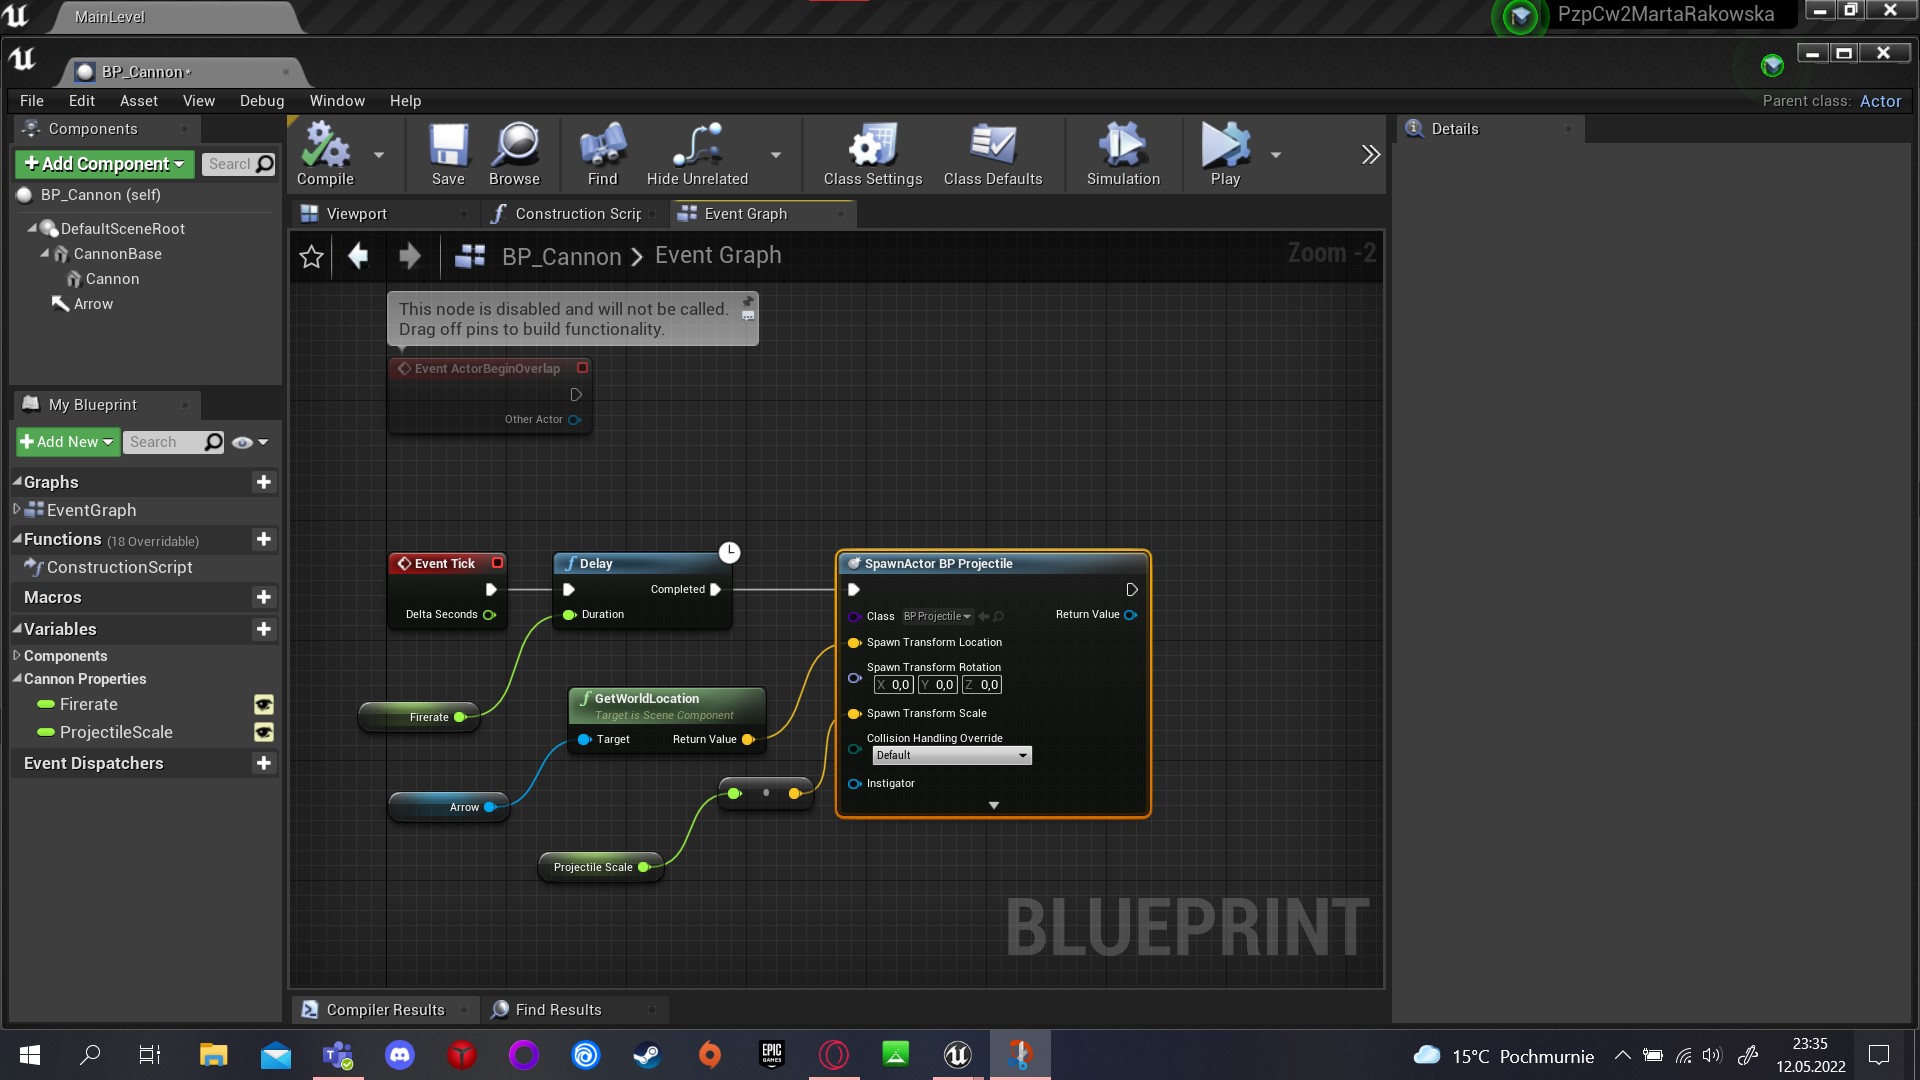 MainLevel
PzpCw2MartaRakowska
BP_Cannon*
File Edit Asset View Debug Window Help
Parent class: Actor
Components
+Add Component
Searcl
BP_Cannon (self)
DefaultSceneRoot
CannonBase
Cannon
Arrow
Compile
Save
Browse
Find
Hide Unrelated
Class Settings
Class Defaults
Simulation
Play
Details
Viewport
Construction Scrip
Event Graph
BP_Cannon > Event Graph
Zoom -2
This node is disabled and will not be called.
Drag off pins to build functionality.
Event ActorBeginOverlap
Other Actor
My Blueprint
+Add New
Search
Graphs
EventGraph
Functions (18 Overridable)
ConstructionScript
Macros
Variables
Components
Cannon Properties
Firerate
ProjectileScale
Event Dispatchers
Event Tick
Delta Seconds
Delay
Completed
Duration
SpawnActor BP Projectile
Class BP Projectile
Return Value
Spawn Transform Location
Spawn Transform Rotation
X 0,0 Y 0,0 Z 0,0
Spawn Transform Scale
Collision Handling Override
Default
Instigator
Firerate
GetWorldLocation
Target is Scene Component
Target
Return Value
Arrow
Projectile Scale
BLUEPRINT
Compiler Results
Find Results
EPIC
GAMES
15°C Pochmurnie
23:35
12.05.2022